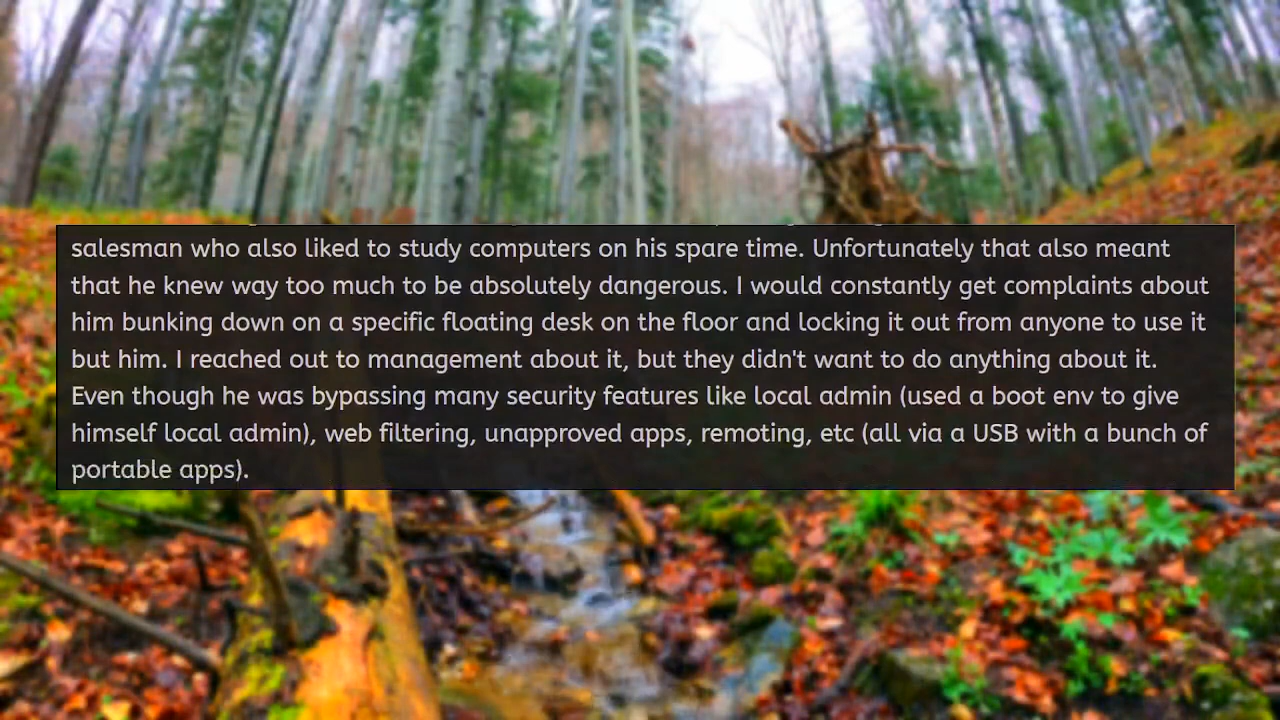 salesman who also liked to study computers on his spare time. Unfortunately that also meant
that he knew way too much to be absolutely dangerous. I would constantly get complaints about
him bunking down on a specific floating desk on the floor and locking it out from anyone to use it
but him. I reached out to management about it, but they didn't want to do anything about it.
Even though he was bypassing many security features like local admin (used a boot env to give
himself local admin), web filtering, unapproved apps, remoting, etc (all via a USB with a bunch of
portable apps).